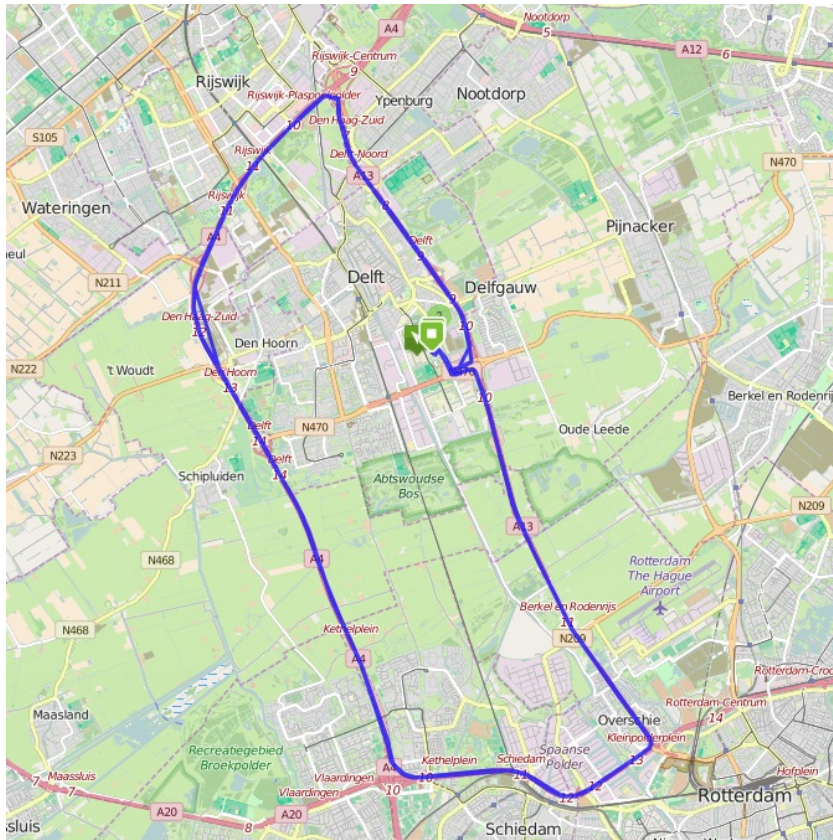 Nootdorp
5
A4
A12
6
Rijswijk-Centrum
9
Rijswijk
Rijswijk-Plaspoelpolder
Ypenburg
Nootdorp
10
Den Haag-Zuid
S105
Rijswijk
11
Delft-Noord
N470
A13
Rijswijk
11
8
Wateringen
Pijnacker
A4
Delft
9
N211
Delft
Delfgauw
9
Den Haag-Zuid
12
10
Den Hoorn
't Woudt
N222
Den Hoorn
13
10
Berkel en Rodenrijs
Delft
14
N470
Oude Leede
N223
Delft
14
Schipluiden
Abtswoudse
Bos
N209
A13
N468
A4
Rotterdam
The Hague
Airport
Berkel en Rodenrijs
11
N468
Kethelplein
N209
A4
Rotterdam-Centrum
14
Maasland
Overschie
Kleinpolderplein
Recreatiegebied
Broekpolder
Spaanse
Polder
Kethelplein
Schiedam
13
Maassluis
7
7
Vlaardingen
A4
10
11
Hofplein
Vlaardingen
10
12
12
Rotterdam
A20
8
A20
Schiedam